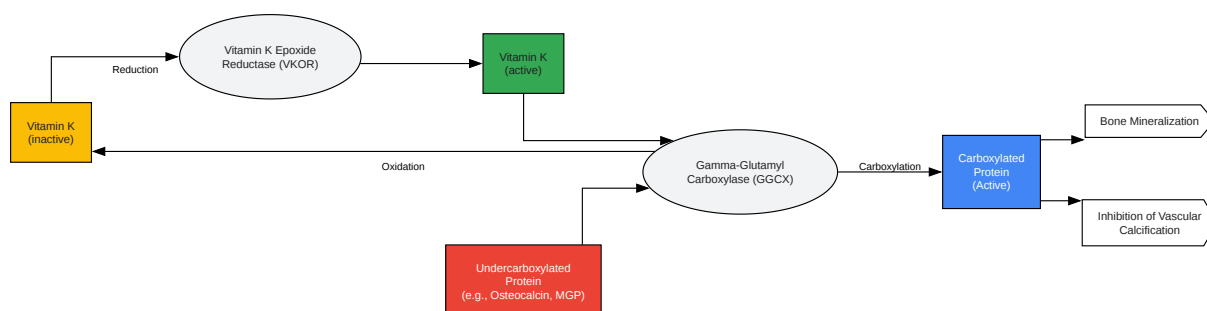 Vitamin K Epoxide
Reductase (VKOR)
Vitamin K
(active)
Reduction
Vitamin K
(inactive)
Bone Mineralization
Oxidation
Gamma-Glutamyl
Carboxylase (GGCX)
Carboxylation
Carboxylated
Protein
(Active)
Inhibition of Vascular
Calcification
Undercarboxylated
Protein
(e.g., Osteocalcin, MGP)